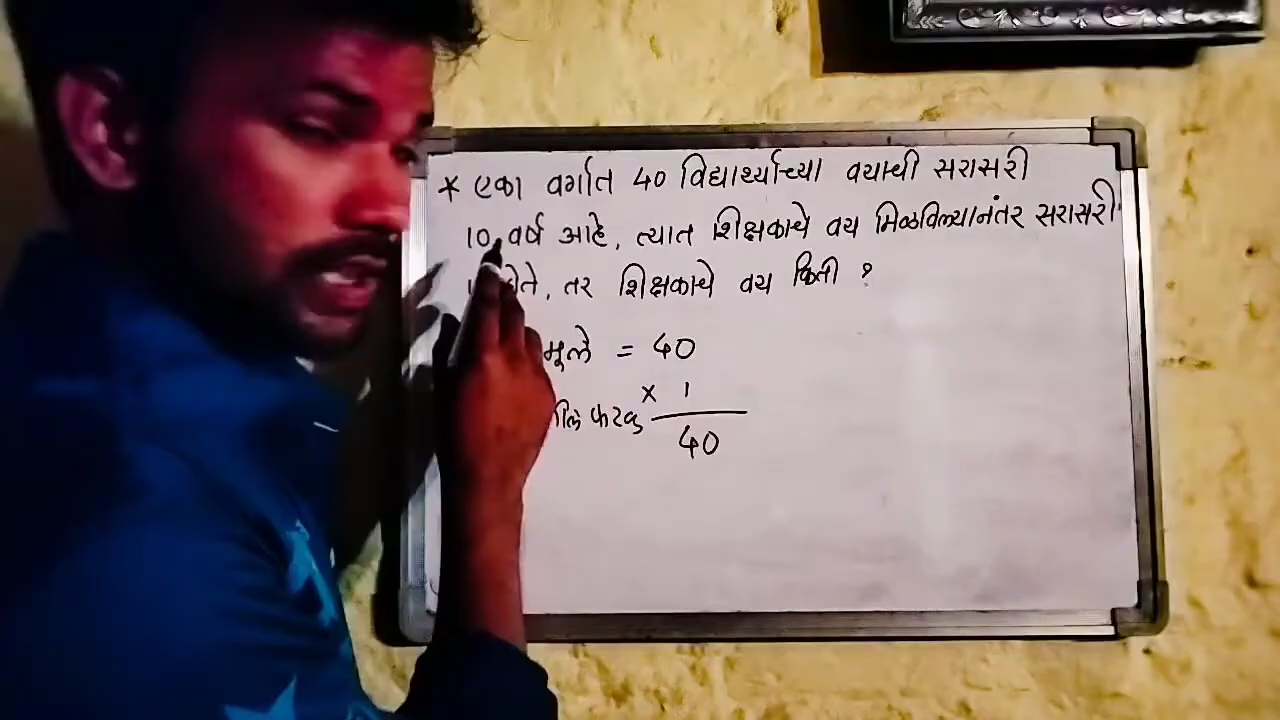 * एका वर्गात 40 विद्यार्थ्याच्या वयाची सरासरी
10 वर्ष आहे, त्यात शिक्षकाचे वय मिळविल्यानंतर सरासरी
तर शिक्षकाचे वय किती ?
मूले = 40
x 1
फरक
40